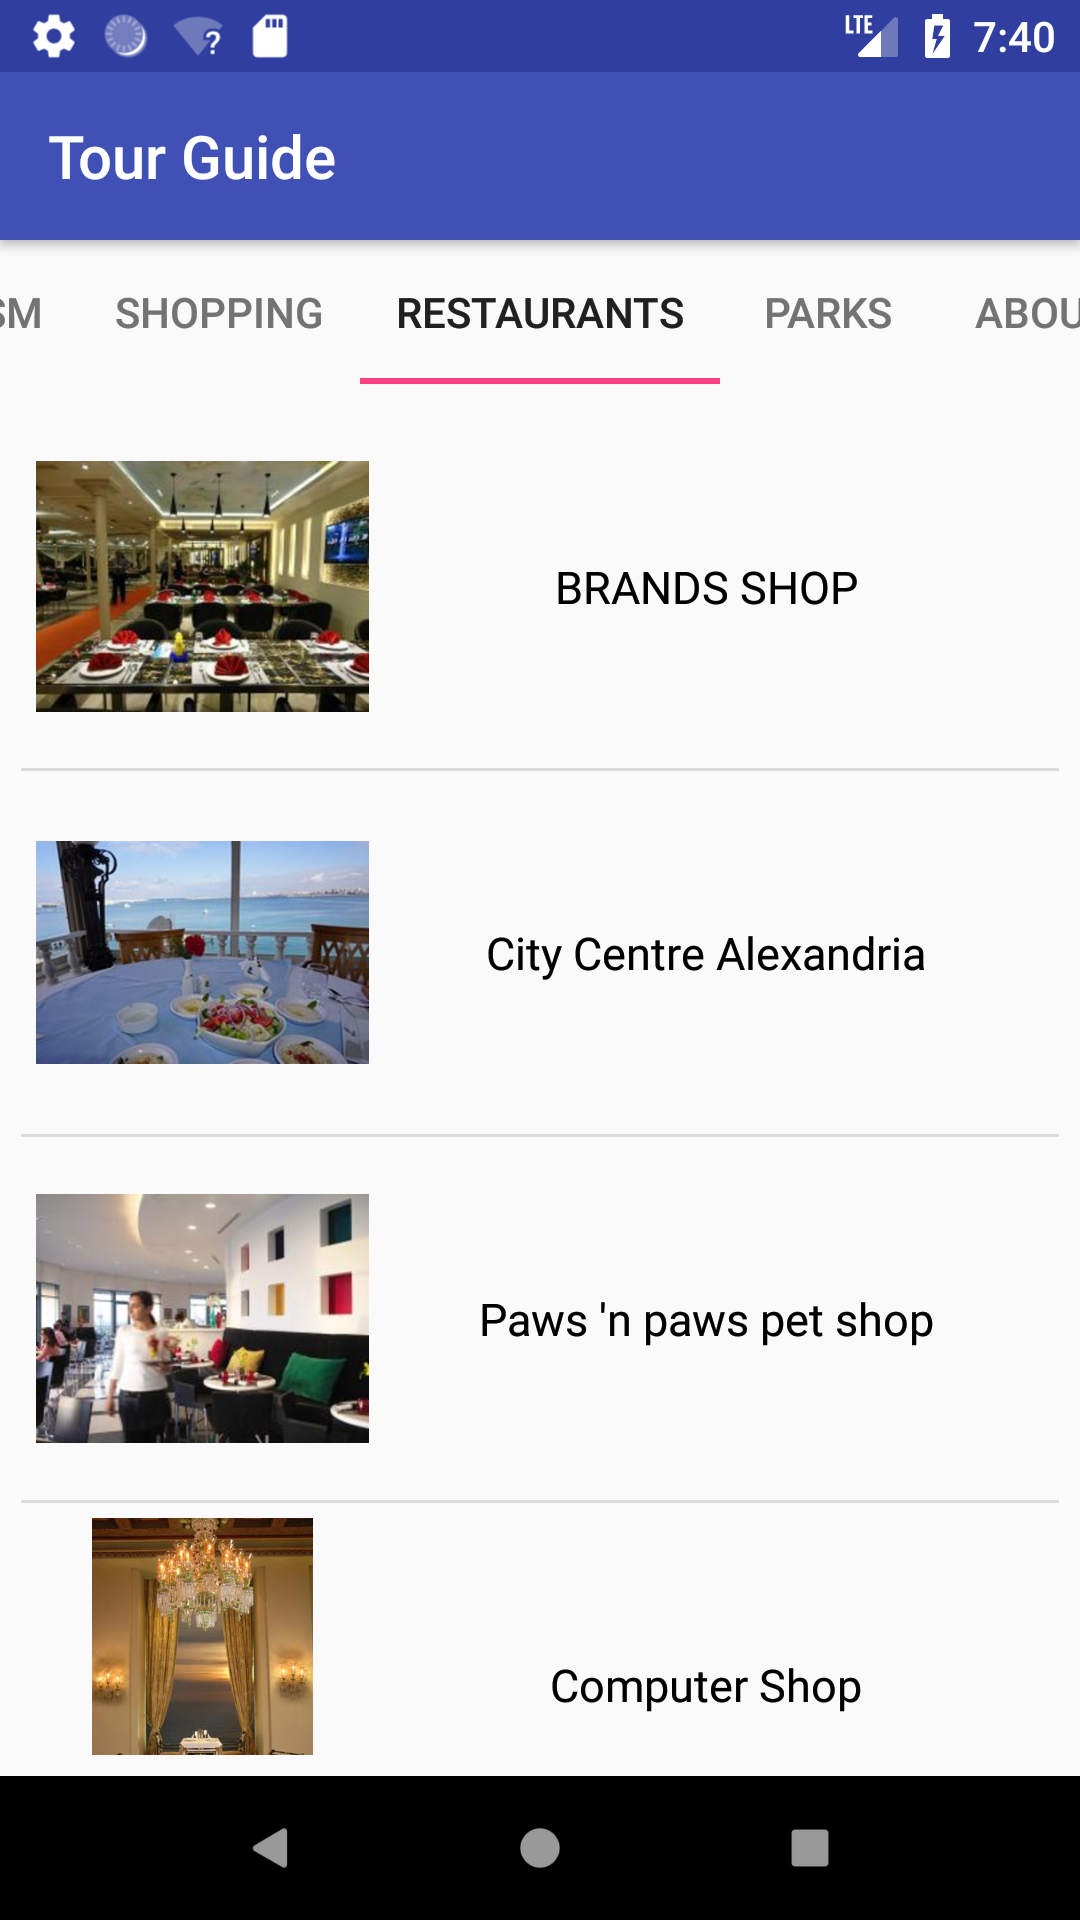 LTE 7:40
Tour Guide
SM SHOPPING RESTAURANTS PARKS ABOU
BRANDS SHOP
City Centre Alexandria
Paws 'n paws pet shop
Computer Shop